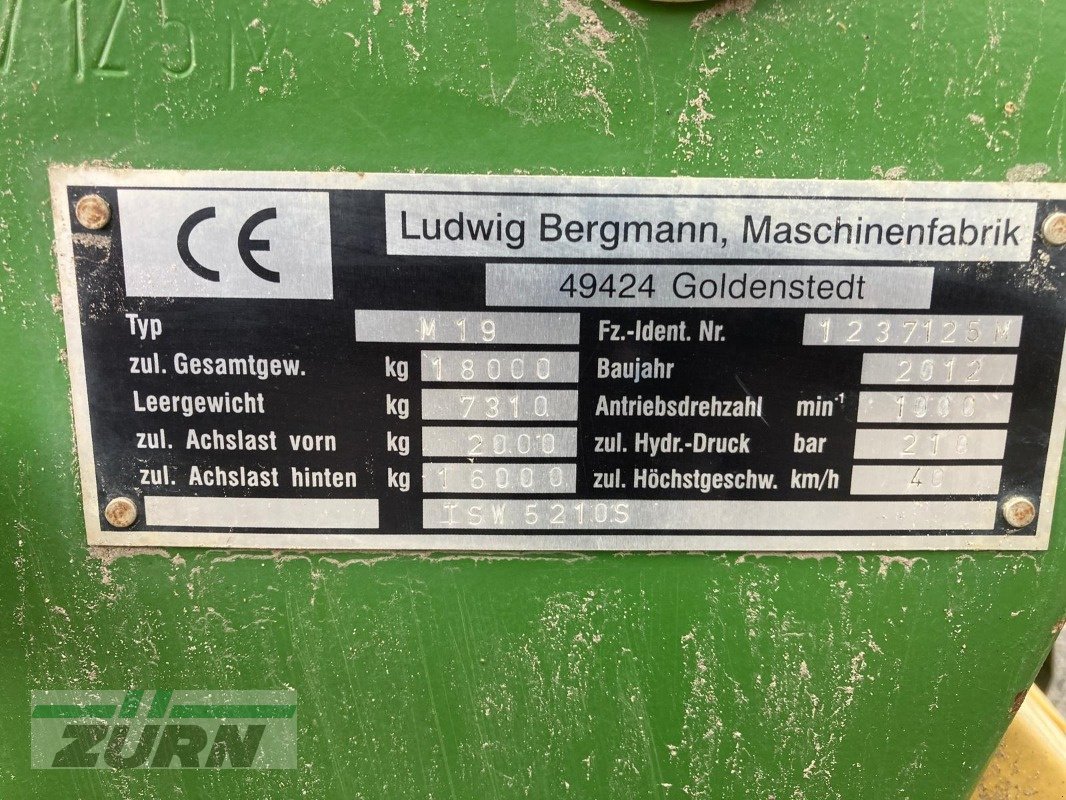 CE
Ludwig Bergmann, Maschinenfabrik
49424 Goldenstedt
Typ M 19 Fz.-Ident. Nr. 1237125M
zul. Gesamtgew. kg 18000 Baujahr 2012
Leergewicht kg 7310 Antriebsdrehzahl min⁻¹ 1000
zul. Achslast vorn kg 2000 zul. Hydr.-Druck bar 210
zul. Achslast hinten kg 16000 zul. Höchstgeschw. km/h 40
ISW 5210S
ZÜRN